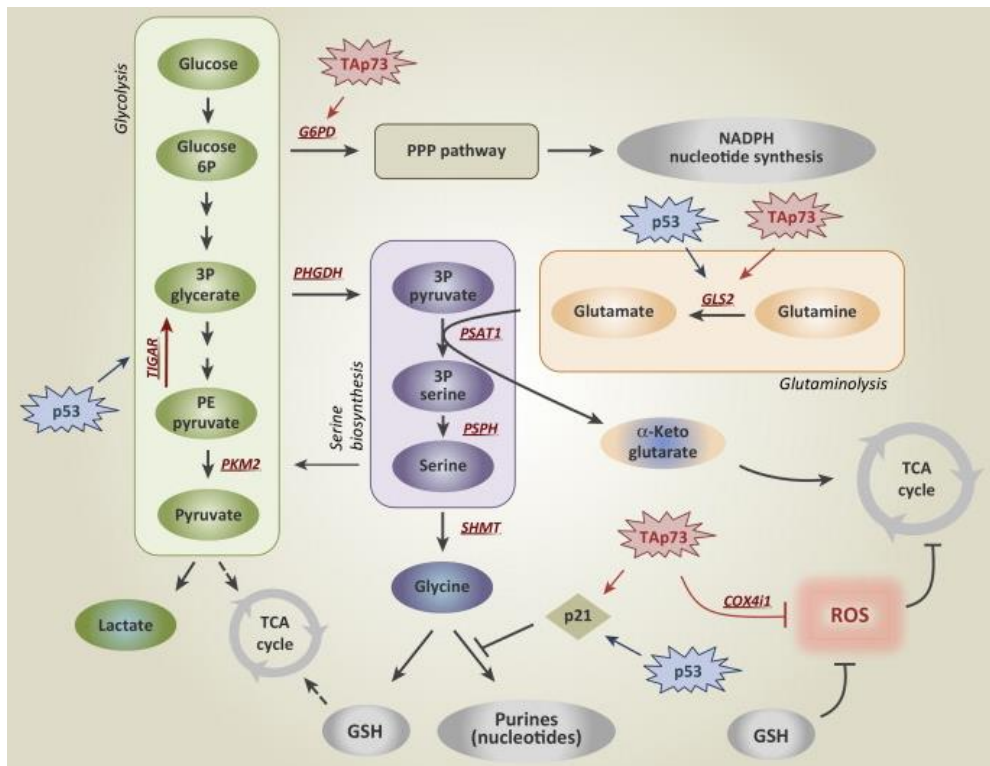 Glycolysis
Glucose
TAp73
G6PD
Glucose
6P
PPP pathway
NADPH
nucleotide synthesis
p53
TAp73
PHGDH
3P
glycerate
3P
pyruvate
GLS2
Glutamate
Glutamine
PSAT1
TIGAR
Glutaminolysis
p53
PE
pyruvate
Serine
biosynthesis
3P
serine
PSPH
α-Keto
glutarate
PKM2
Serine
TCA
cycle
Pyruvate
SHMT
TAp73
Glycine
COX4i1
Lactate
TCA
cycle
p21
ROS
p53
GSH
Purines
(nucleotides)
GSH